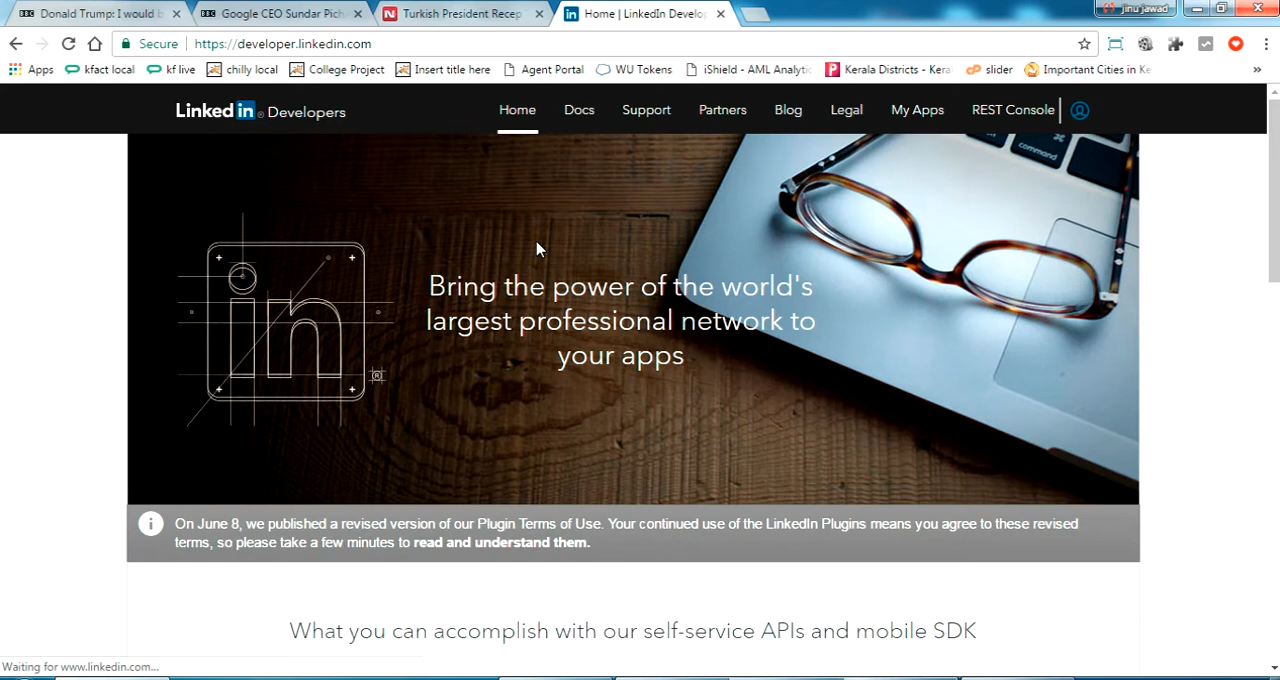 Donald Trump: I would b
Google CEO Sundar Pich
Turkish President Recep
Home | LinkedIn Develo
jinu jawad
Secure
https://developer.linkedin.com
Apps
kfact local
kf live
chilly local
College Project
Insert title here
Agent Portal
WU Tokens
iShield - AML Analytic
Kerala Districts - Kera
slider
Important Cities in Ke
»
Linked in ® Developers
Home
Docs
Support
Partners
Blog
Legal
My Apps
REST Console
command
Bring the power of the world's
largest professional network to
your apps
in ®
On June 8, we published a revised version of our Plugin Terms of Use. Your continued use of the LinkedIn Plugins means you agree to these revised
terms, so please take a few minutes to read and understand them.
What you can accomplish with our self-service APIs and mobile SDK
Waiting for www.linkedin.com...